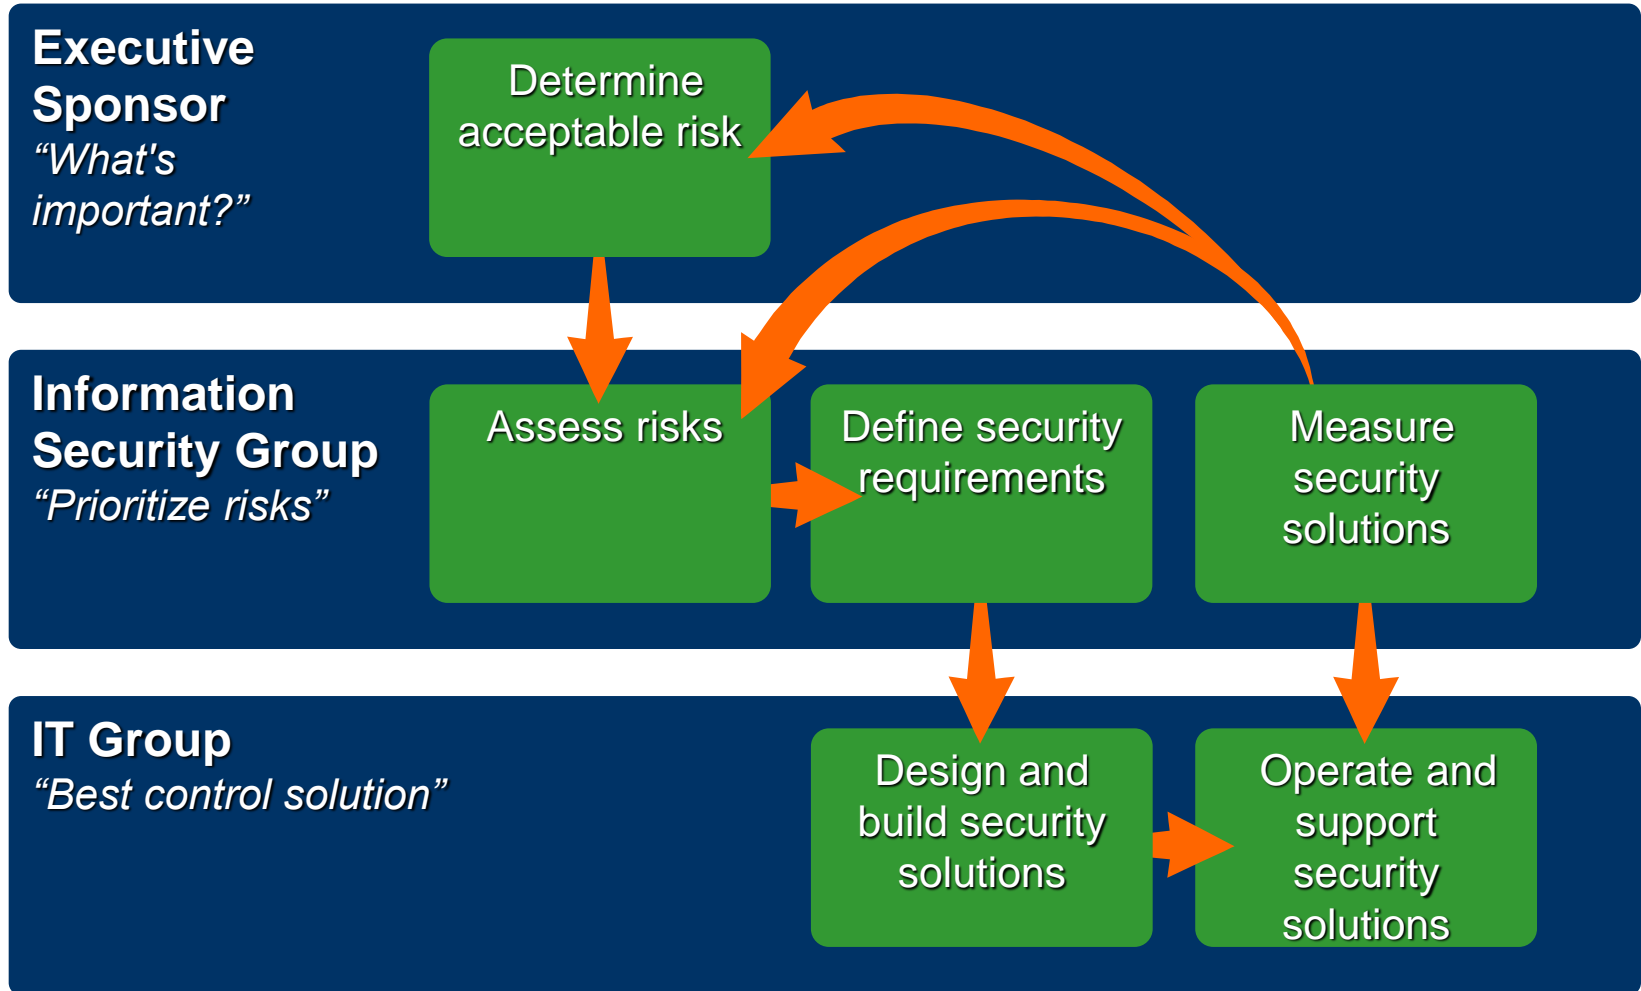 Executive
Sponsor
“What's
important?”
Determine
acceptable risk
Information
Security Group
“Prioritize risks”
Assess risks
Define security
requirements
Measure
security
solutions
IT Group
“Best control solution”
Design and
build security
solutions
Operate and
support
security
solutions